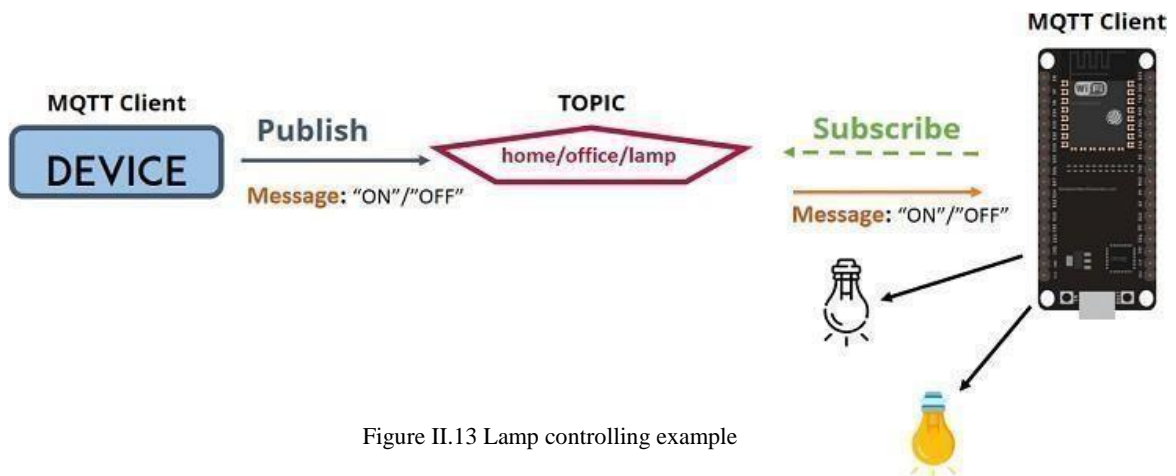 MQTT Client
MQTT Client
TOPIC
DEVICE
Publish
Message: “ON”/”OFF”
home/office/lamp
Subscribe
Message: “ON”/”OFF”
WiFi
Figure II.13 Lamp controlling example